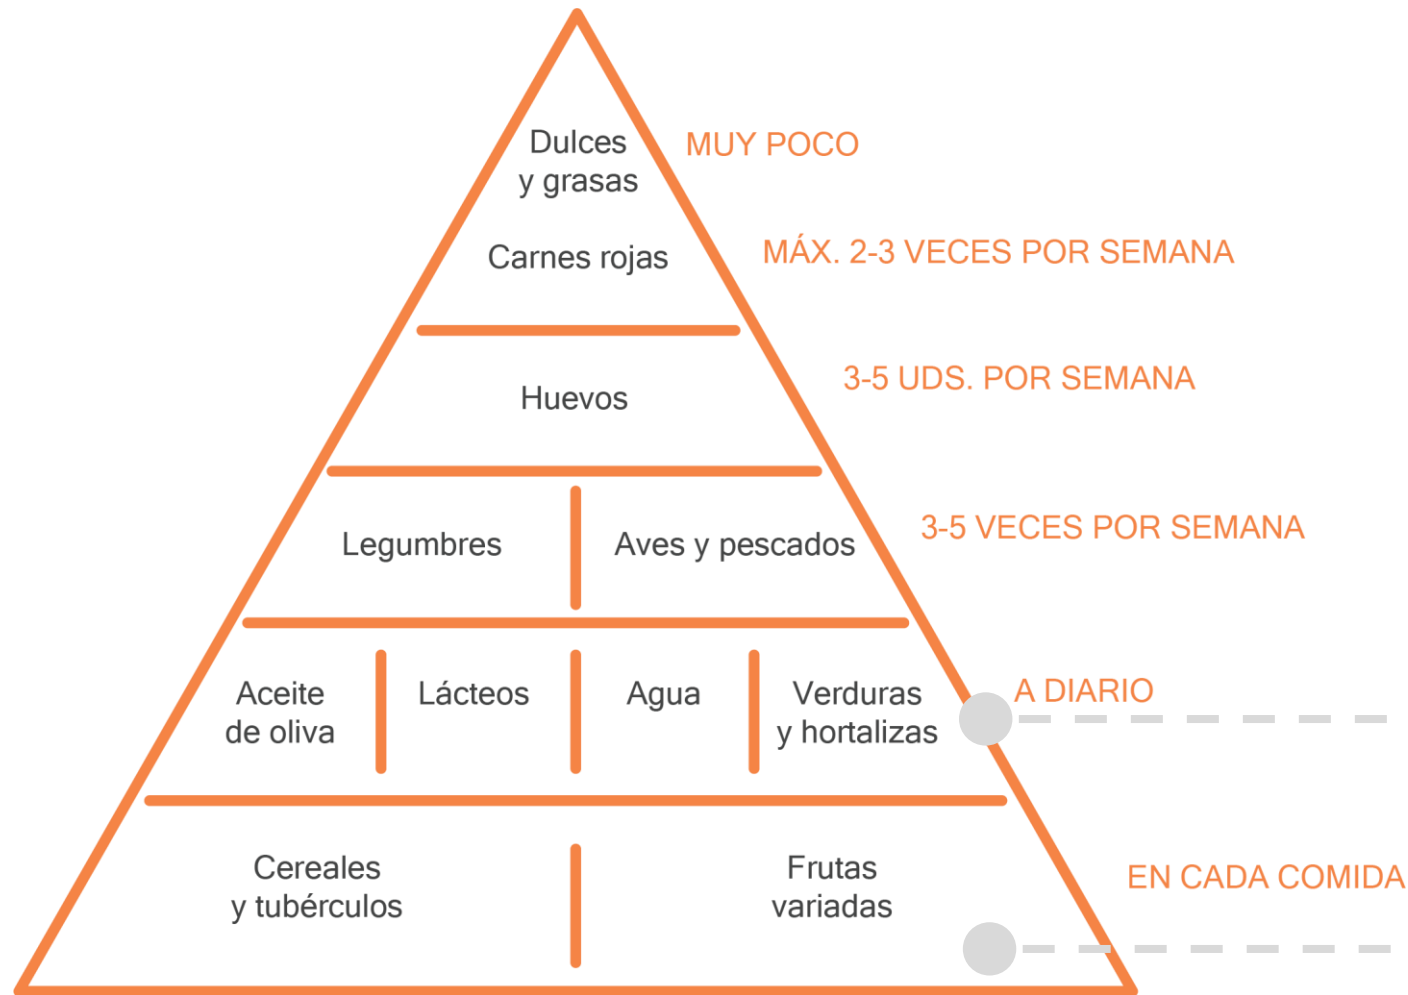 Dulces
y grasas
MUY POCO
Carnes rojas
MÁX. 2-3 VECES POR SEMANA
Huevos
3-5 UDS. POR SEMANA
Legumbres
Aves y pescados
3-5 VECES POR SEMANA
Aceite
de oliva
Lácteos
Agua
Verduras
y hortalizas
A DIARIO
Cereales
y tubérculos
Frutas
variadas
EN CADA COMIDA